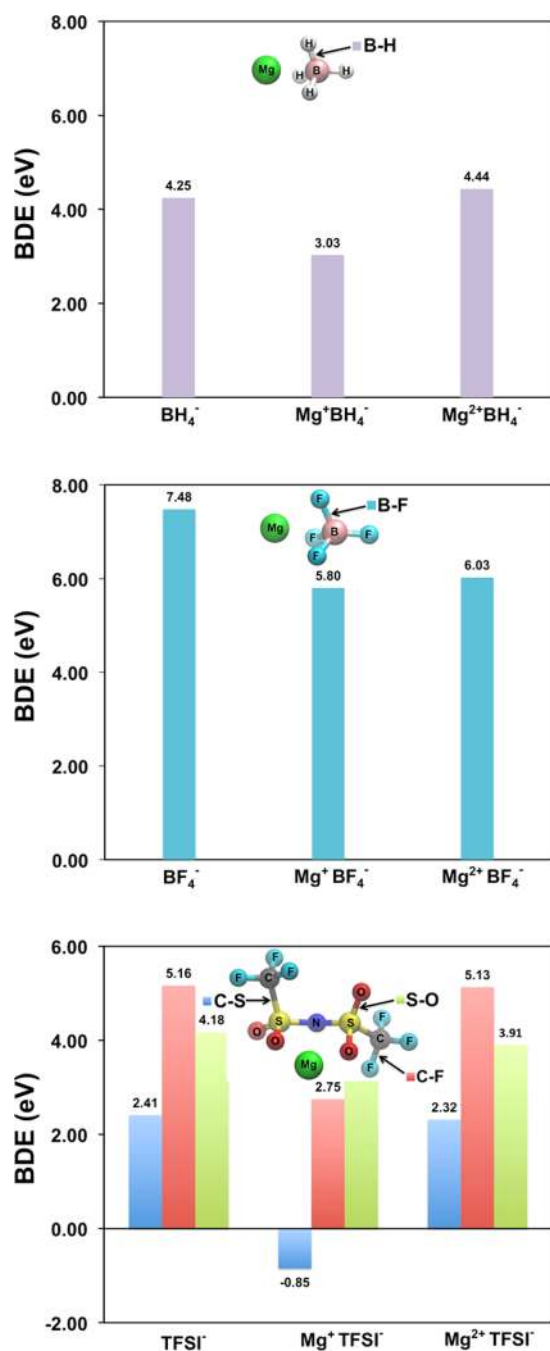 8.00
H
B-H
Mg
H
B
H
6.00
H
4.25
4.44
4.00
3.03
2.00
0.00
BDE (eV)
BH₄⁻
Mg⁺BH₄⁻
Mg²⁺BH₄⁻
8.00
7.48
F
B-F
Mg
F
B
F
F
6.00
5.80
6.03
4.00
2.00
0.00
BDE (eV)
BF₄⁻
Mg⁺ BF₄⁻
Mg²⁺ BF₄⁻
6.00
F
F
F
C
5.16
5.13
C-S
S-O
O
4.18
S
N
S
F
O
O
O
C
F
4.00
3.91
Mg
F
C-F
2.41
2.75
2.32
2.00
0.00
-0.85
-2.00
BDE (eV)
TFSI⁻
Mg⁺ TFSI⁻
Mg²⁺ TFSI⁻